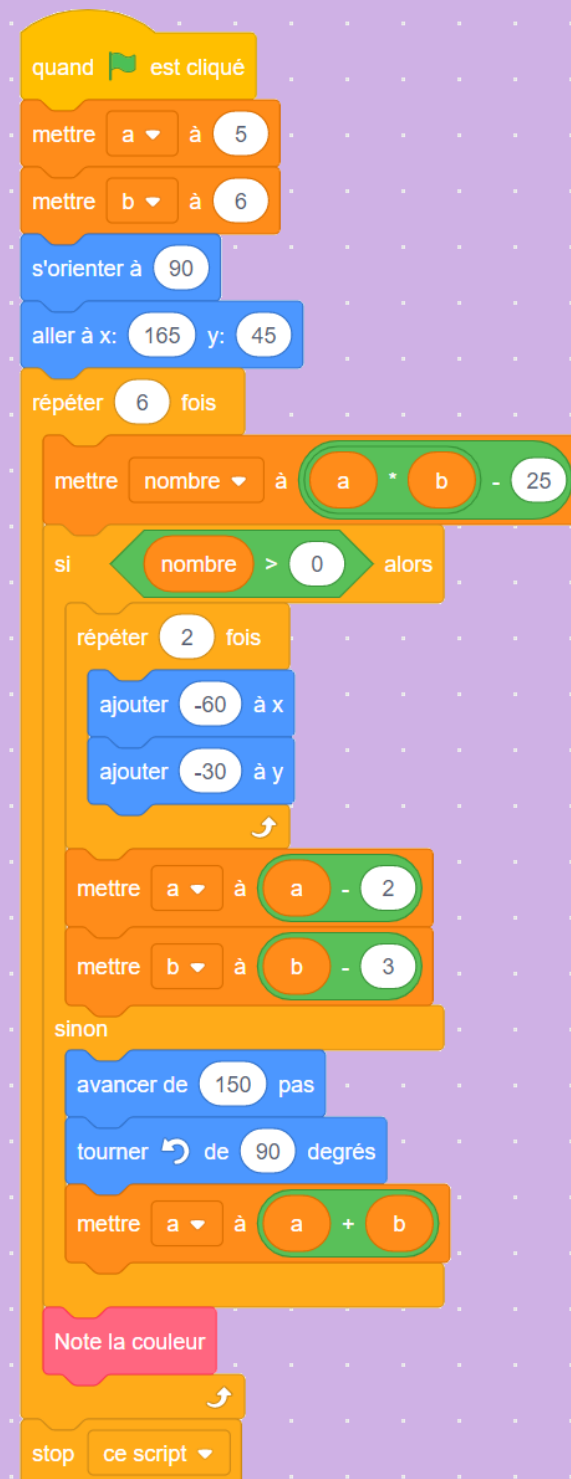 quand est cliqué
mettre a à 5
mettre b à 6
s'orienter à 90
aller à x: 165 y: 45
répéter 6 fois
mettre nombre à a * b - 25
si nombre > 0 alors
répéter 2 fois
ajouter -60 à x
ajouter -30 à y
mettre a à a - 2
mettre b à b - 3
sinon
avancer de 150 pas
tourner de 90 degrés
mettre a à a + b
Note la couleur
stop ce script